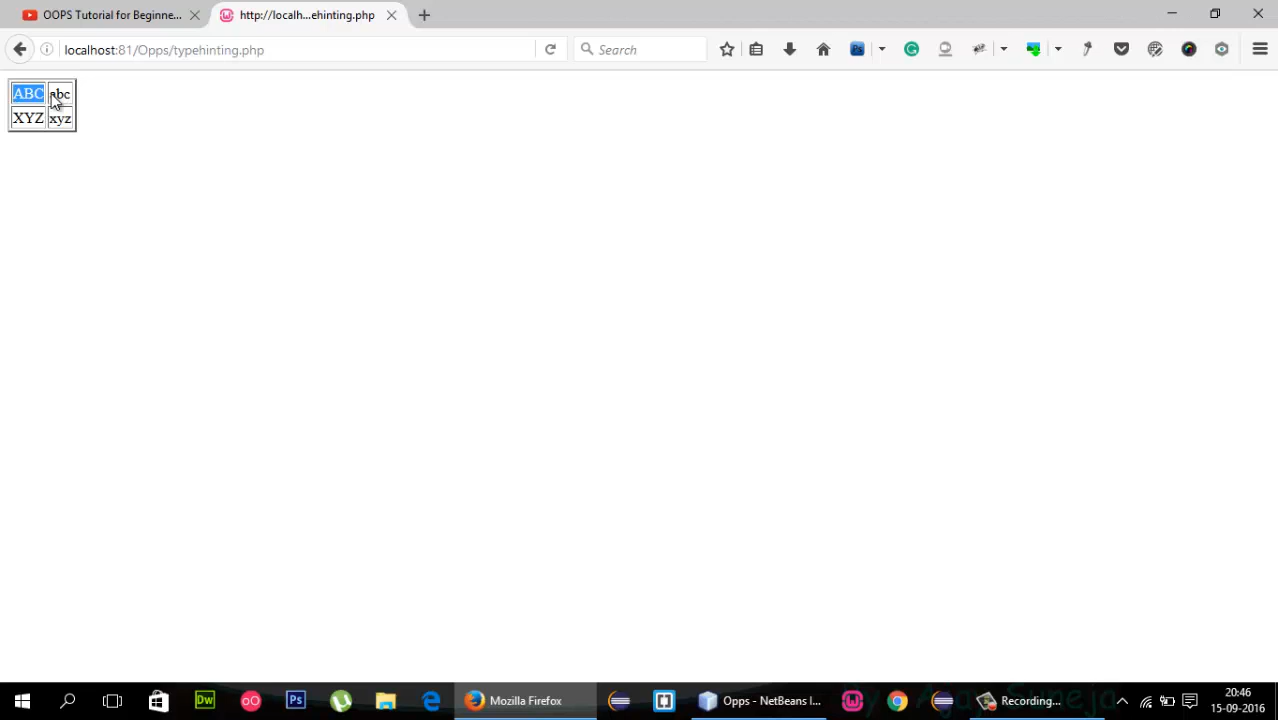 OOPS Tutorial for Beginne...
http://localh...ehinting.php
localhost:81/Opps/typehinting.php
Search
ABC abc
XYZ xyz
Mozilla Firefox
Opps - NetBeans I...
Recording...
20:46
15-09-2016